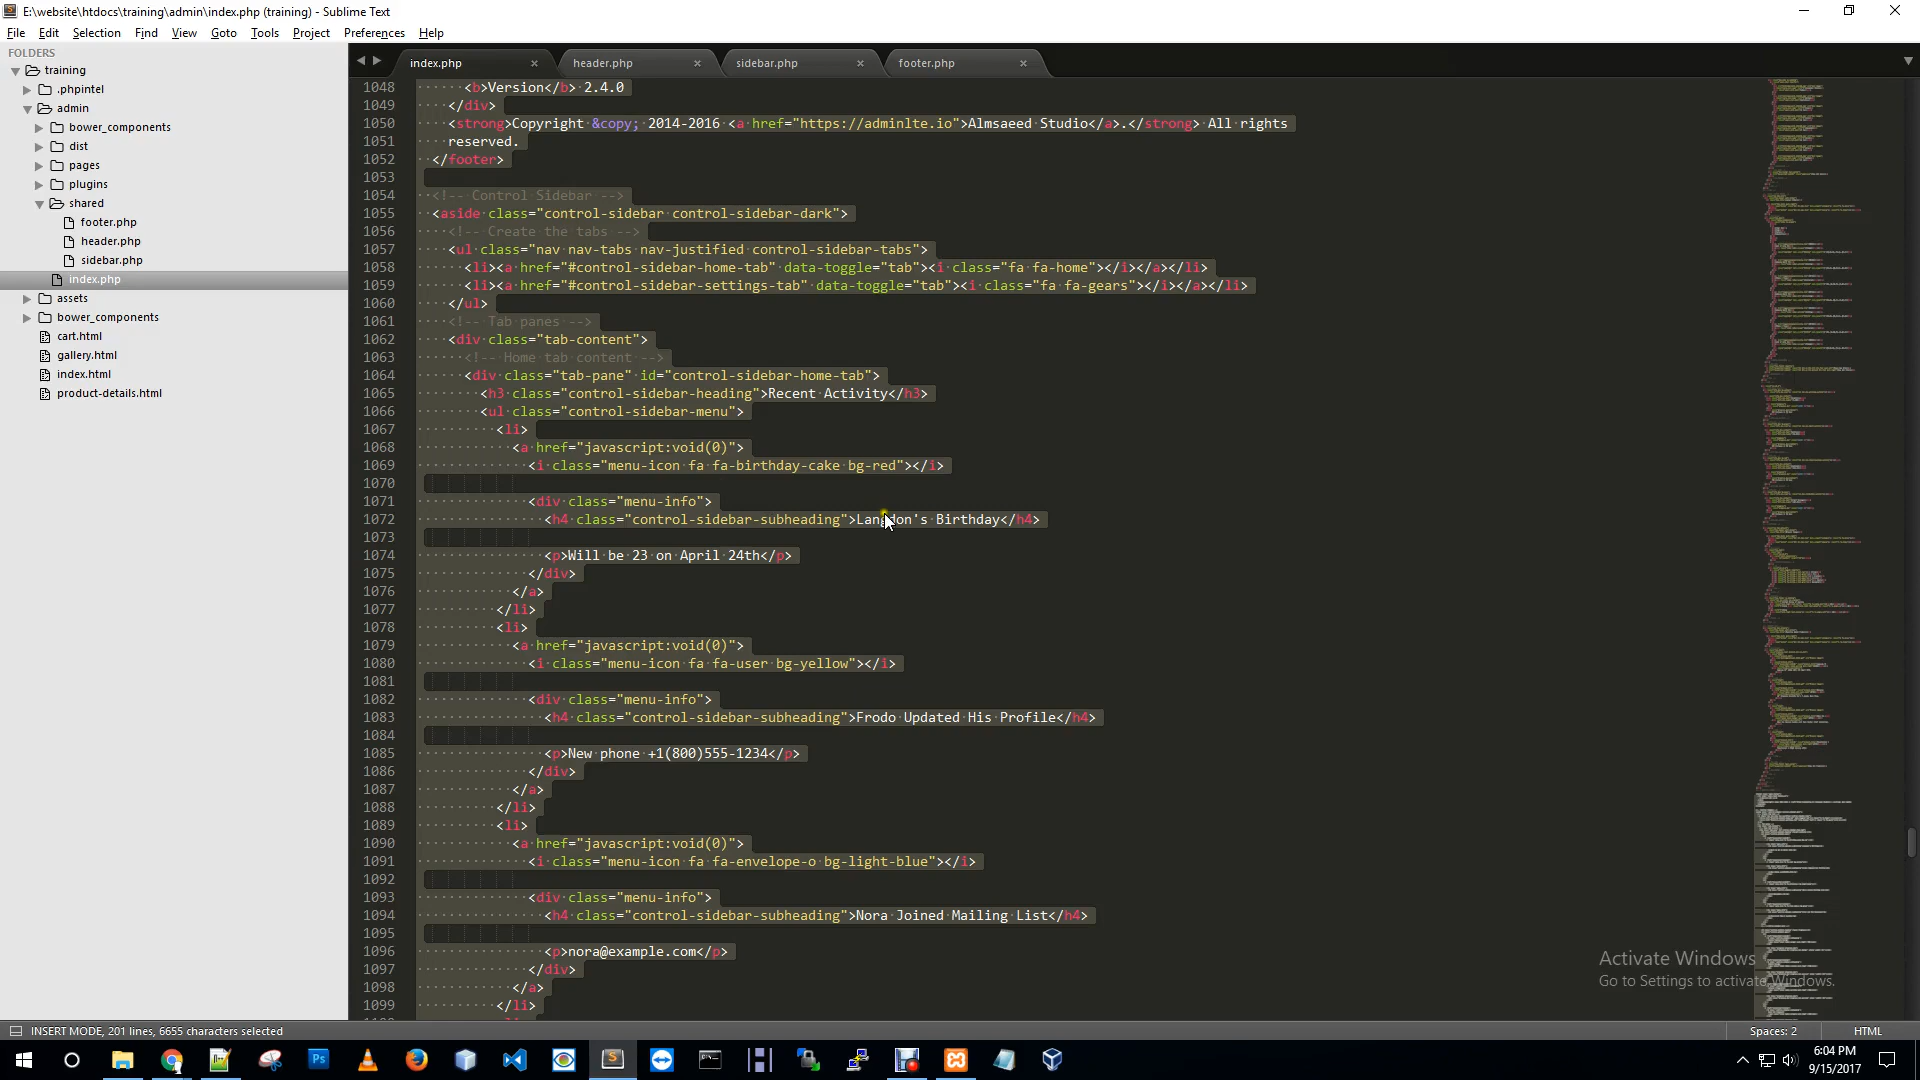 E:\website\htdocs\training\admin\index.php (training) - Sublime Text
File Edit Selection Find View Goto Tools Project Preferences Help
FOLDERS
training
.phpintel
admin
bower_components
dist
pages
plugins
shared
footer.php
header.php
sidebar.php
index.php
assets
bower_components
cart.html
gallery.html
index.html
product-details.html
index.php header.php sidebar.php footer.php
1048 <b>Version</b> 2.4.0
1049 </div>
1050 <strong>Copyright &copy; 2014-2016 <a href="https://adminlte.io">Almsaeed Studio</a>.</strong> All rights
1051 reserved.
1052 </footer>
1053
1054 <!-- Control Sidebar -->
1055 <aside class="control-sidebar control-sidebar-dark">
1056 <!-- Create the tabs -->
1057 <ul class="nav nav-tabs nav-justified control-sidebar-tabs">
1058 <li><a href="#control-sidebar-home-tab" data-toggle="tab"><i class="fa fa-home"></i></a></li>
1059 <li><a href="#control-sidebar-settings-tab" data-toggle="tab"><i class="fa fa-gears"></i></a></li>
1060 </ul>
1061 <!-- Tab panes -->
1062 <div class="tab-content">
1063 <!-- Home tab content -->
1064 <div class="tab-pane" id="control-sidebar-home-tab">
1065 <h3 class="control-sidebar-heading">Recent Activity</h3>
1066 <ul class="control-sidebar-menu">
1067 <li>
1068 <a href="javascript:void(0)">
1069 <i class="menu-icon fa fa-birthday-cake bg-red"></i>
1070
1071 <div class="menu-info">
1072 <h4 class="control-sidebar-subheading">Langdon's Birthday</h4>
1073
1074 <p>Will be 23 on April 24th</p>
1075 </div>
1076 </a>
1077 </li>
1078 <li>
1079 <a href="javascript:void(0)">
1080 <i class="menu-icon fa fa-user bg-yellow"></i>
1081
1082 <div class="menu-info">
1083 <h4 class="control-sidebar-subheading">Frodo Updated His Profile</h4>
1084
1085 <p>New phone +1(800)555-1234</p>
1086 </div>
1087 </a>
1088 </li>
1089 <li>
1090 <a href="javascript:void(0)">
1091 <i class="menu-icon fa fa-envelope-o bg-light-blue"></i>
1092
1093 <div class="menu-info">
1094 <h4 class="control-sidebar-subheading">Nora Joined Mailing List</h4>
1095
1096 <p>nora@example.com</p>
1097 </div>
1098 </a>
1099 </li>
Activate Windows
Go to Settings to activate Windows.
INSERT MODE, 201 lines, 6655 characters selected
Spaces: 2 HTML
6:04 PM
9/15/2017